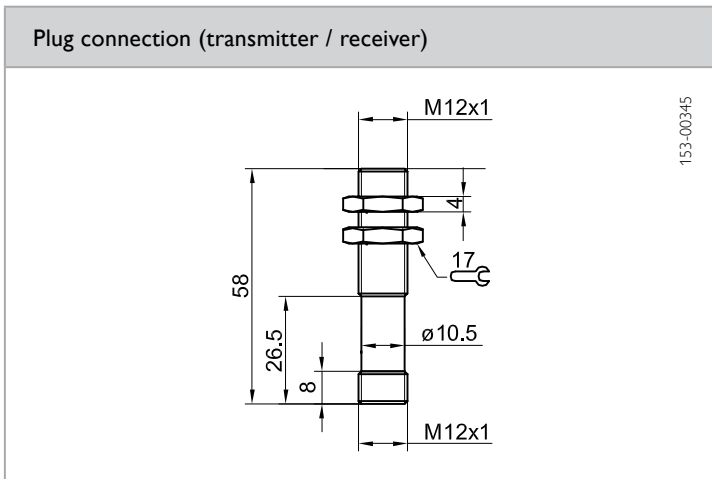 Plug connection (transmitter / receiver)
M12x1
153-00345
4
17
58
26.5
ø10.5
8
M12x1